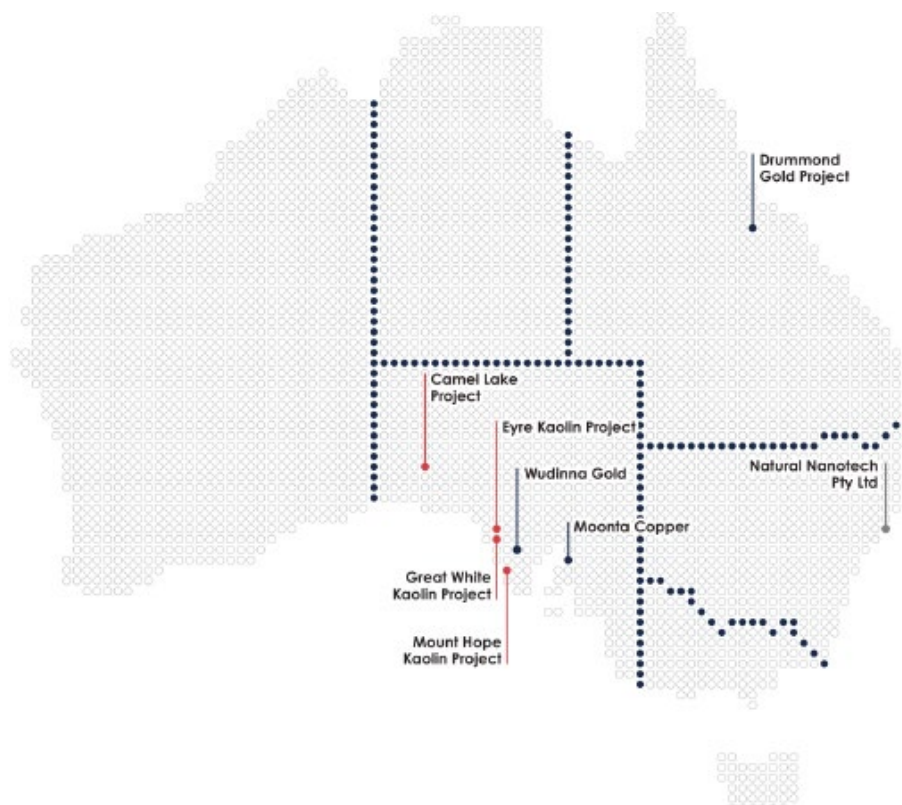 Drummond
Gold Project
Camel Lake
Project
Eyre Kaolin Project
Wudinna Gold
Natural Nanotech
Pty Ltd
Moonta Copper
Great White
Kaolin Project
Mount Hope
Kaolin Project